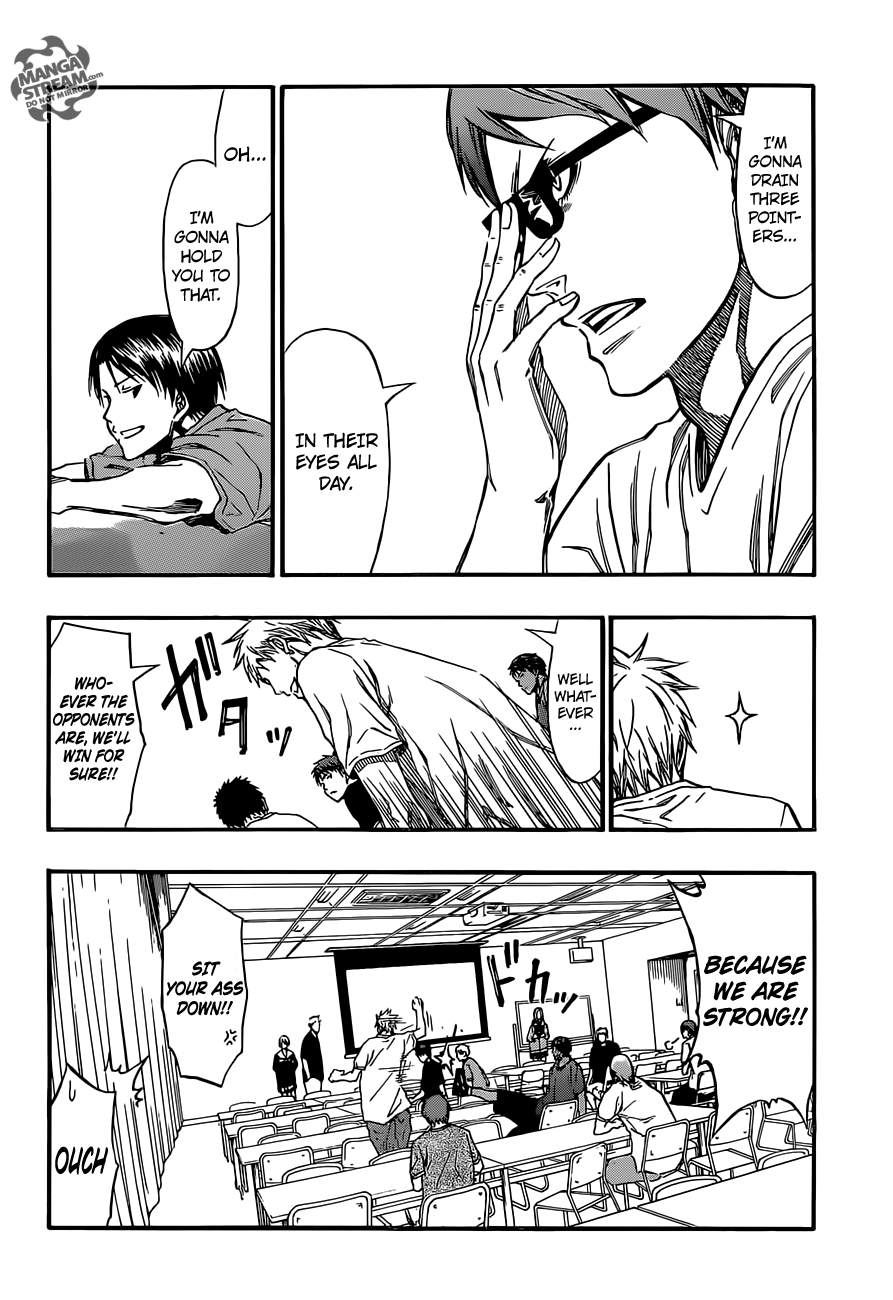 MANGA
STREAM.com
DO NOT MIRROR
I'M
GONNA
DRAIN
THREE
POINT-
ERS...
IN THEIR
EYES ALL
DAY.
OH...
I'M
GONNA
HOLD
YOU TO
THAT.
WELL
WHAT-
EVER
...
ガタッ
WHO-
EVER THE
OPPONENTS
ARE, WE'LL
WIN FOR
SURE!!
BECAUSE
WE ARE
STRONG!!
ドカッ
SIT
YOUR ASS
DOWN!!
OUCH